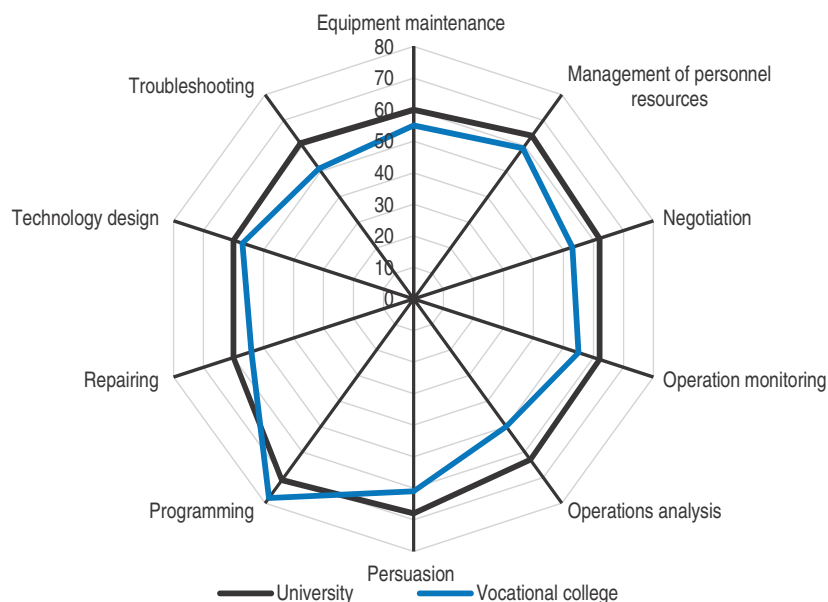 Equipment maintenance
80
Management of personnel
resources
70
Troubleshooting
60
50
40
30
Technology design
Negotiation
20
10
0
Repairing
Operation monitoring
Programming
Operations analysis
Persuasion
University
Vocational college